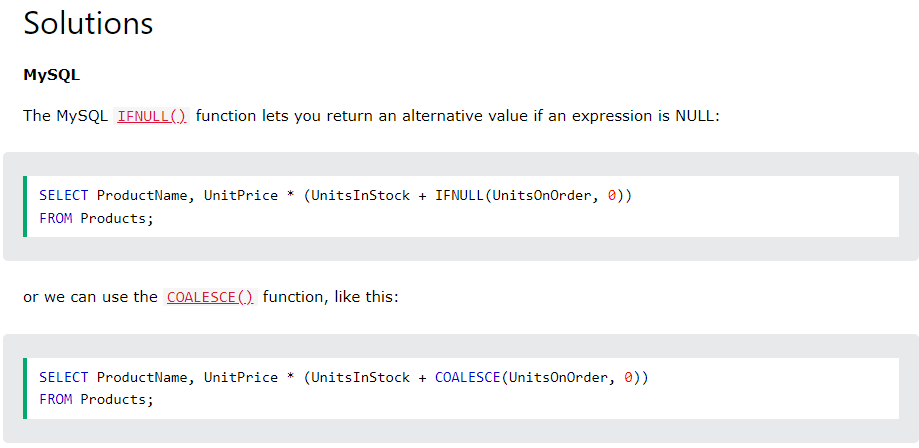 Solutions
MySQL
The MySQL IFNULL() function lets you return an alternative value if an expression is NULL:
SELECT ProductName, UnitPrice * (UnitsInStock + IFNULL(UnitsOnOrder, 0))
FROM Products;
or we can use the COALESCE() function, like this:
SELECT ProductName, UnitPrice * (UnitsInStock + COALESCE(UnitsOnOrder, 0))
FROM Products;